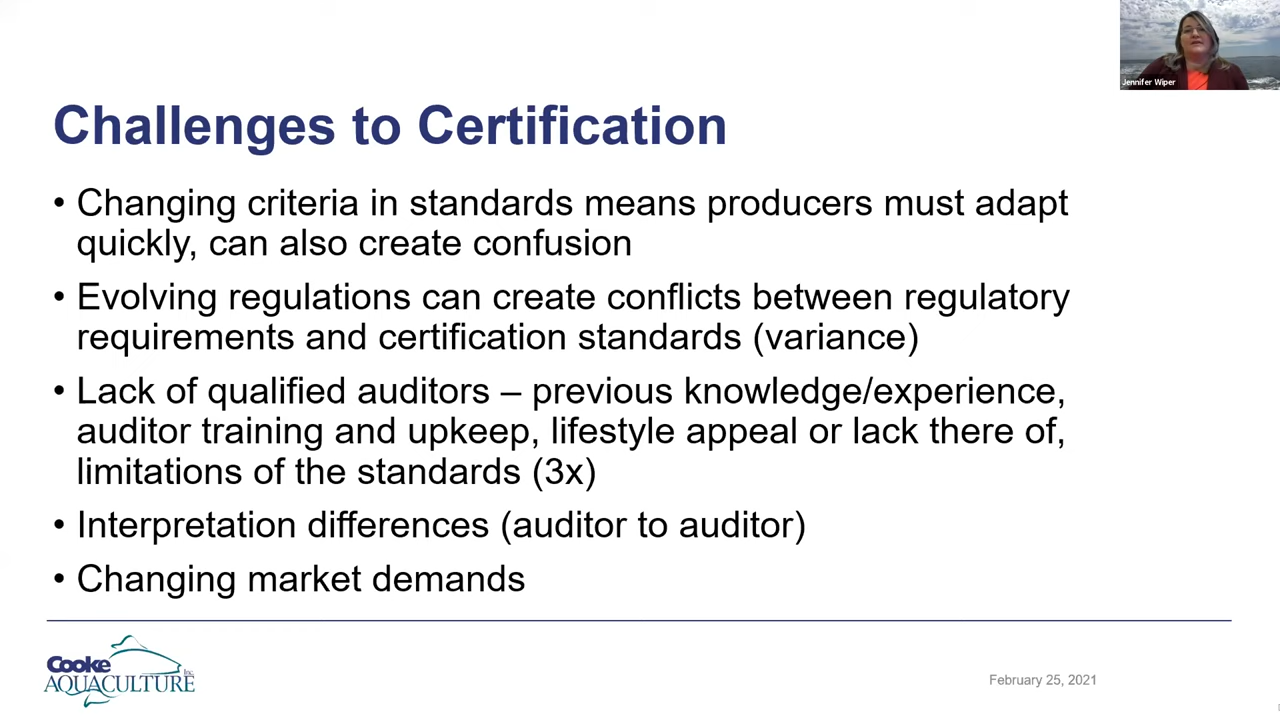 Jennifer Wiper
Challenges to Certification
• Changing criteria in standards means producers must adapt
quickly, can also create confusion
• Evolving regulations can create conflicts between regulatory
requirements and certification standards (variance)
• Lack of qualified auditors – previous knowledge/experience,
auditor training and upkeep, lifestyle appeal or lack there of,
limitations of the standards (3x)
• Interpretation differences (auditor to auditor)
• Changing market demands
Cooke
AQUACULTURE Inc.
February 25, 2021